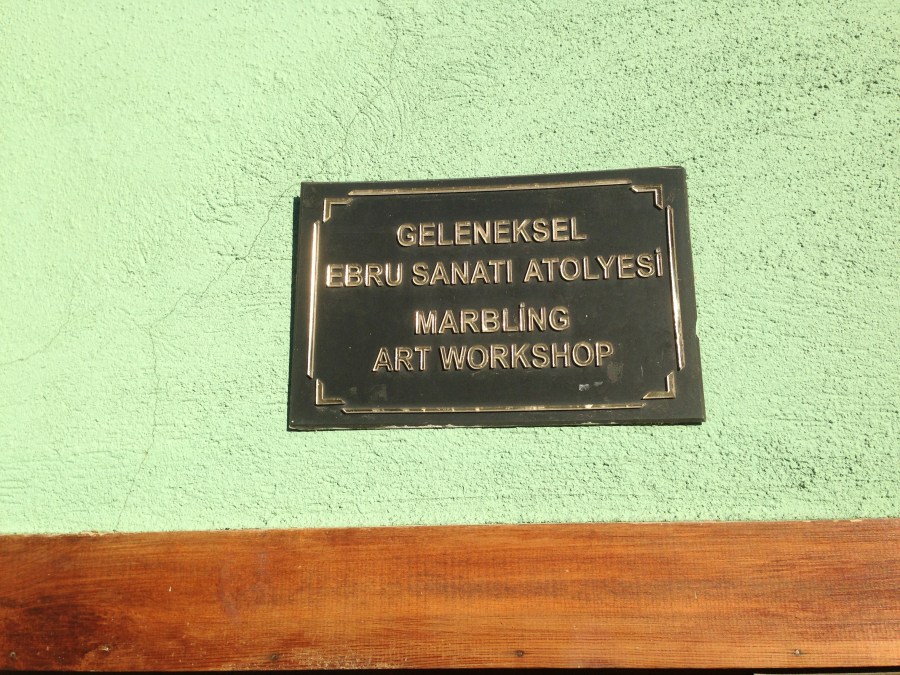 GELENEKSEL
EBRU SANATI ATOLYESİ
MARBLİNG
ART WORKSHOP